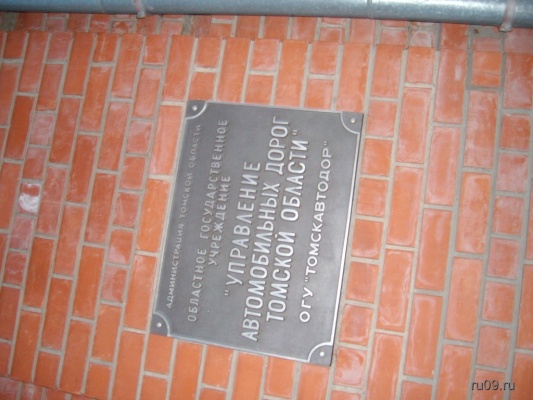 АДМИНИСТРАЦИЯ ТОМСКОЙ ОБЛАСТИ
ОБЛАСТНОЕ ГОСУДАРСТВЕННОЕ
УЧРЕЖДЕНИЕ
"УПРАВЛЕНИЕ
АВТОМОБИЛЬНЫХ ДОРОГ
ТОМСКОЙ ОБЛАСТИ"
ОГУ "ТОМСКАВТОДОР"
ru09.ru